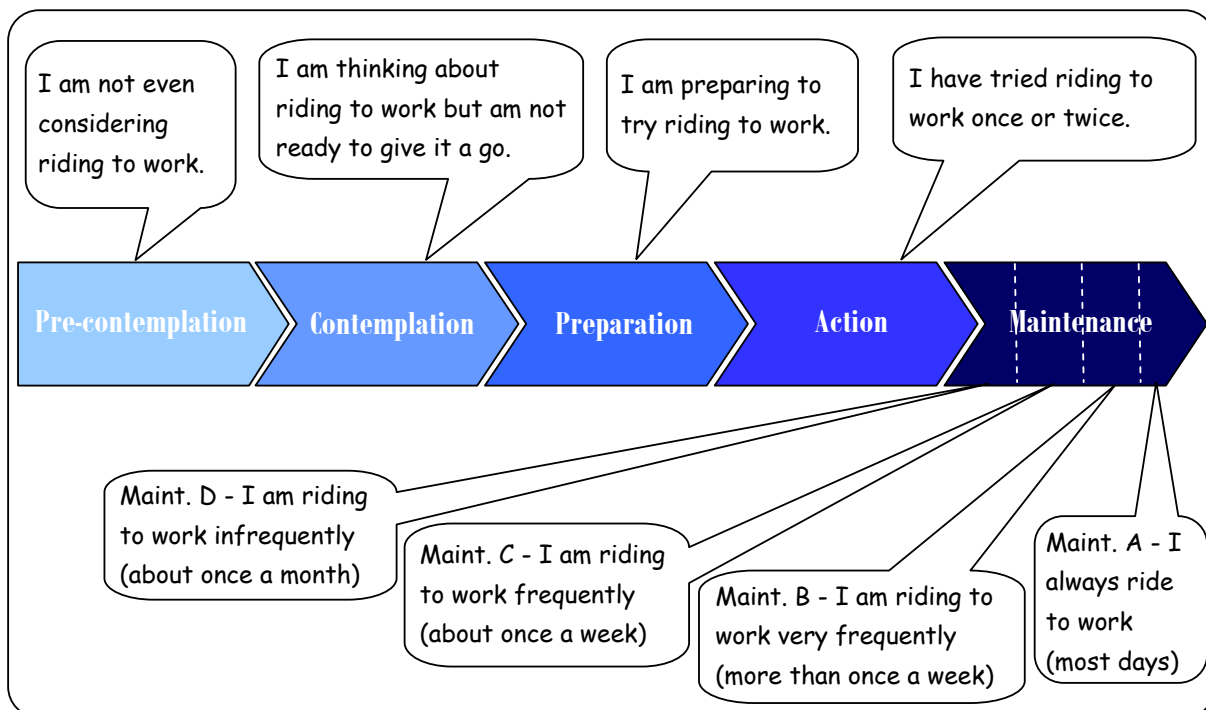 I am not even
considering
riding to work.
I am thinking about
riding to work but am not
ready to give it a go.
I am preparing to
try riding to work.
I have tried riding to
work once or twice.
Pre-contemplation
Contemplation
Preparation
Action
Maintenance
Maint. D - I am riding
to work infrequently
(about once a month)
Maint. C - I am riding
to work frequently
(about once a week)
Maint. B - I am riding to
work very frequently
(more than once a week)
Maint. A - I
always ride
to work
(most days)